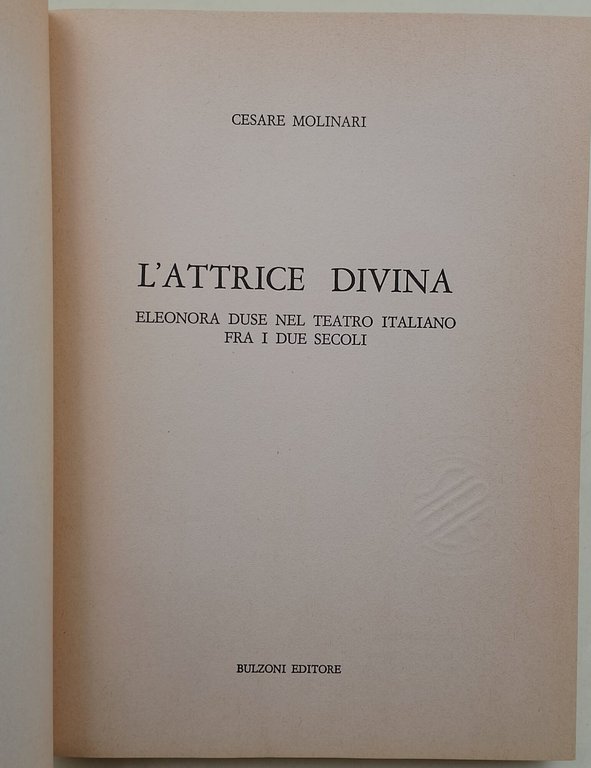 CESARE MOLINARI
L'ATTRICE DIVINA
ELEONORA DUSE NEL TEATRO ITALIANO
FRA I DUE SECOLI
BULZONI EDITORE